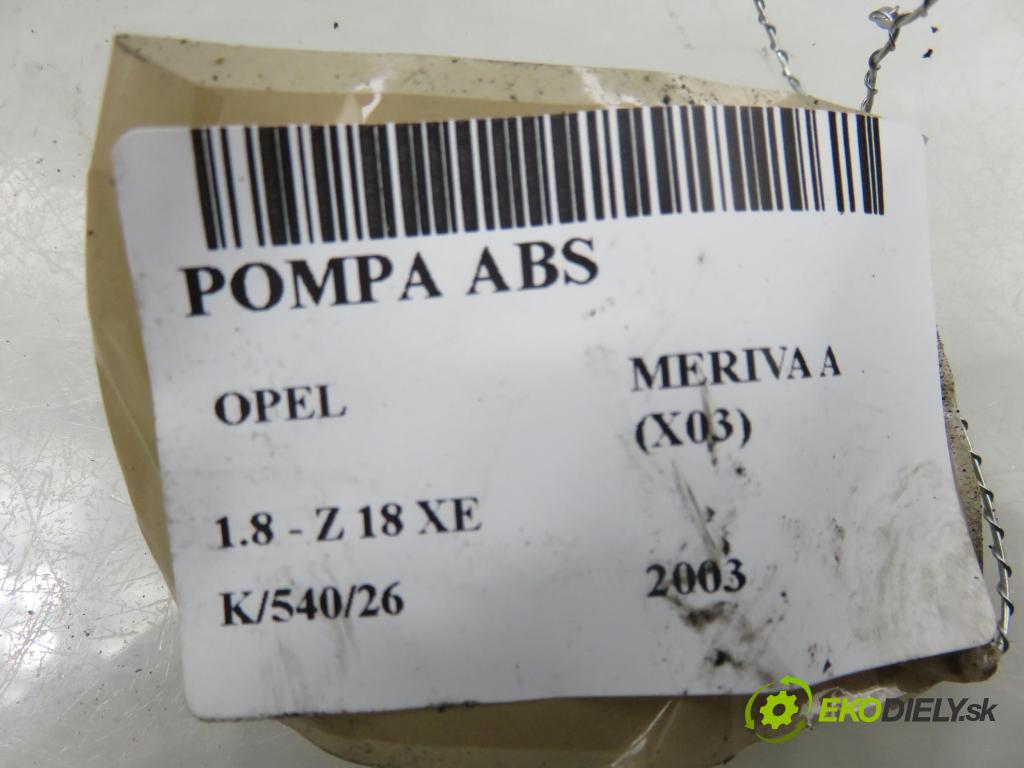 POMPA ABS
OPEL
MERIVA A
(X03)
1.8 - Z 18 XE
K/540/26
2003
EKODIELY.sk